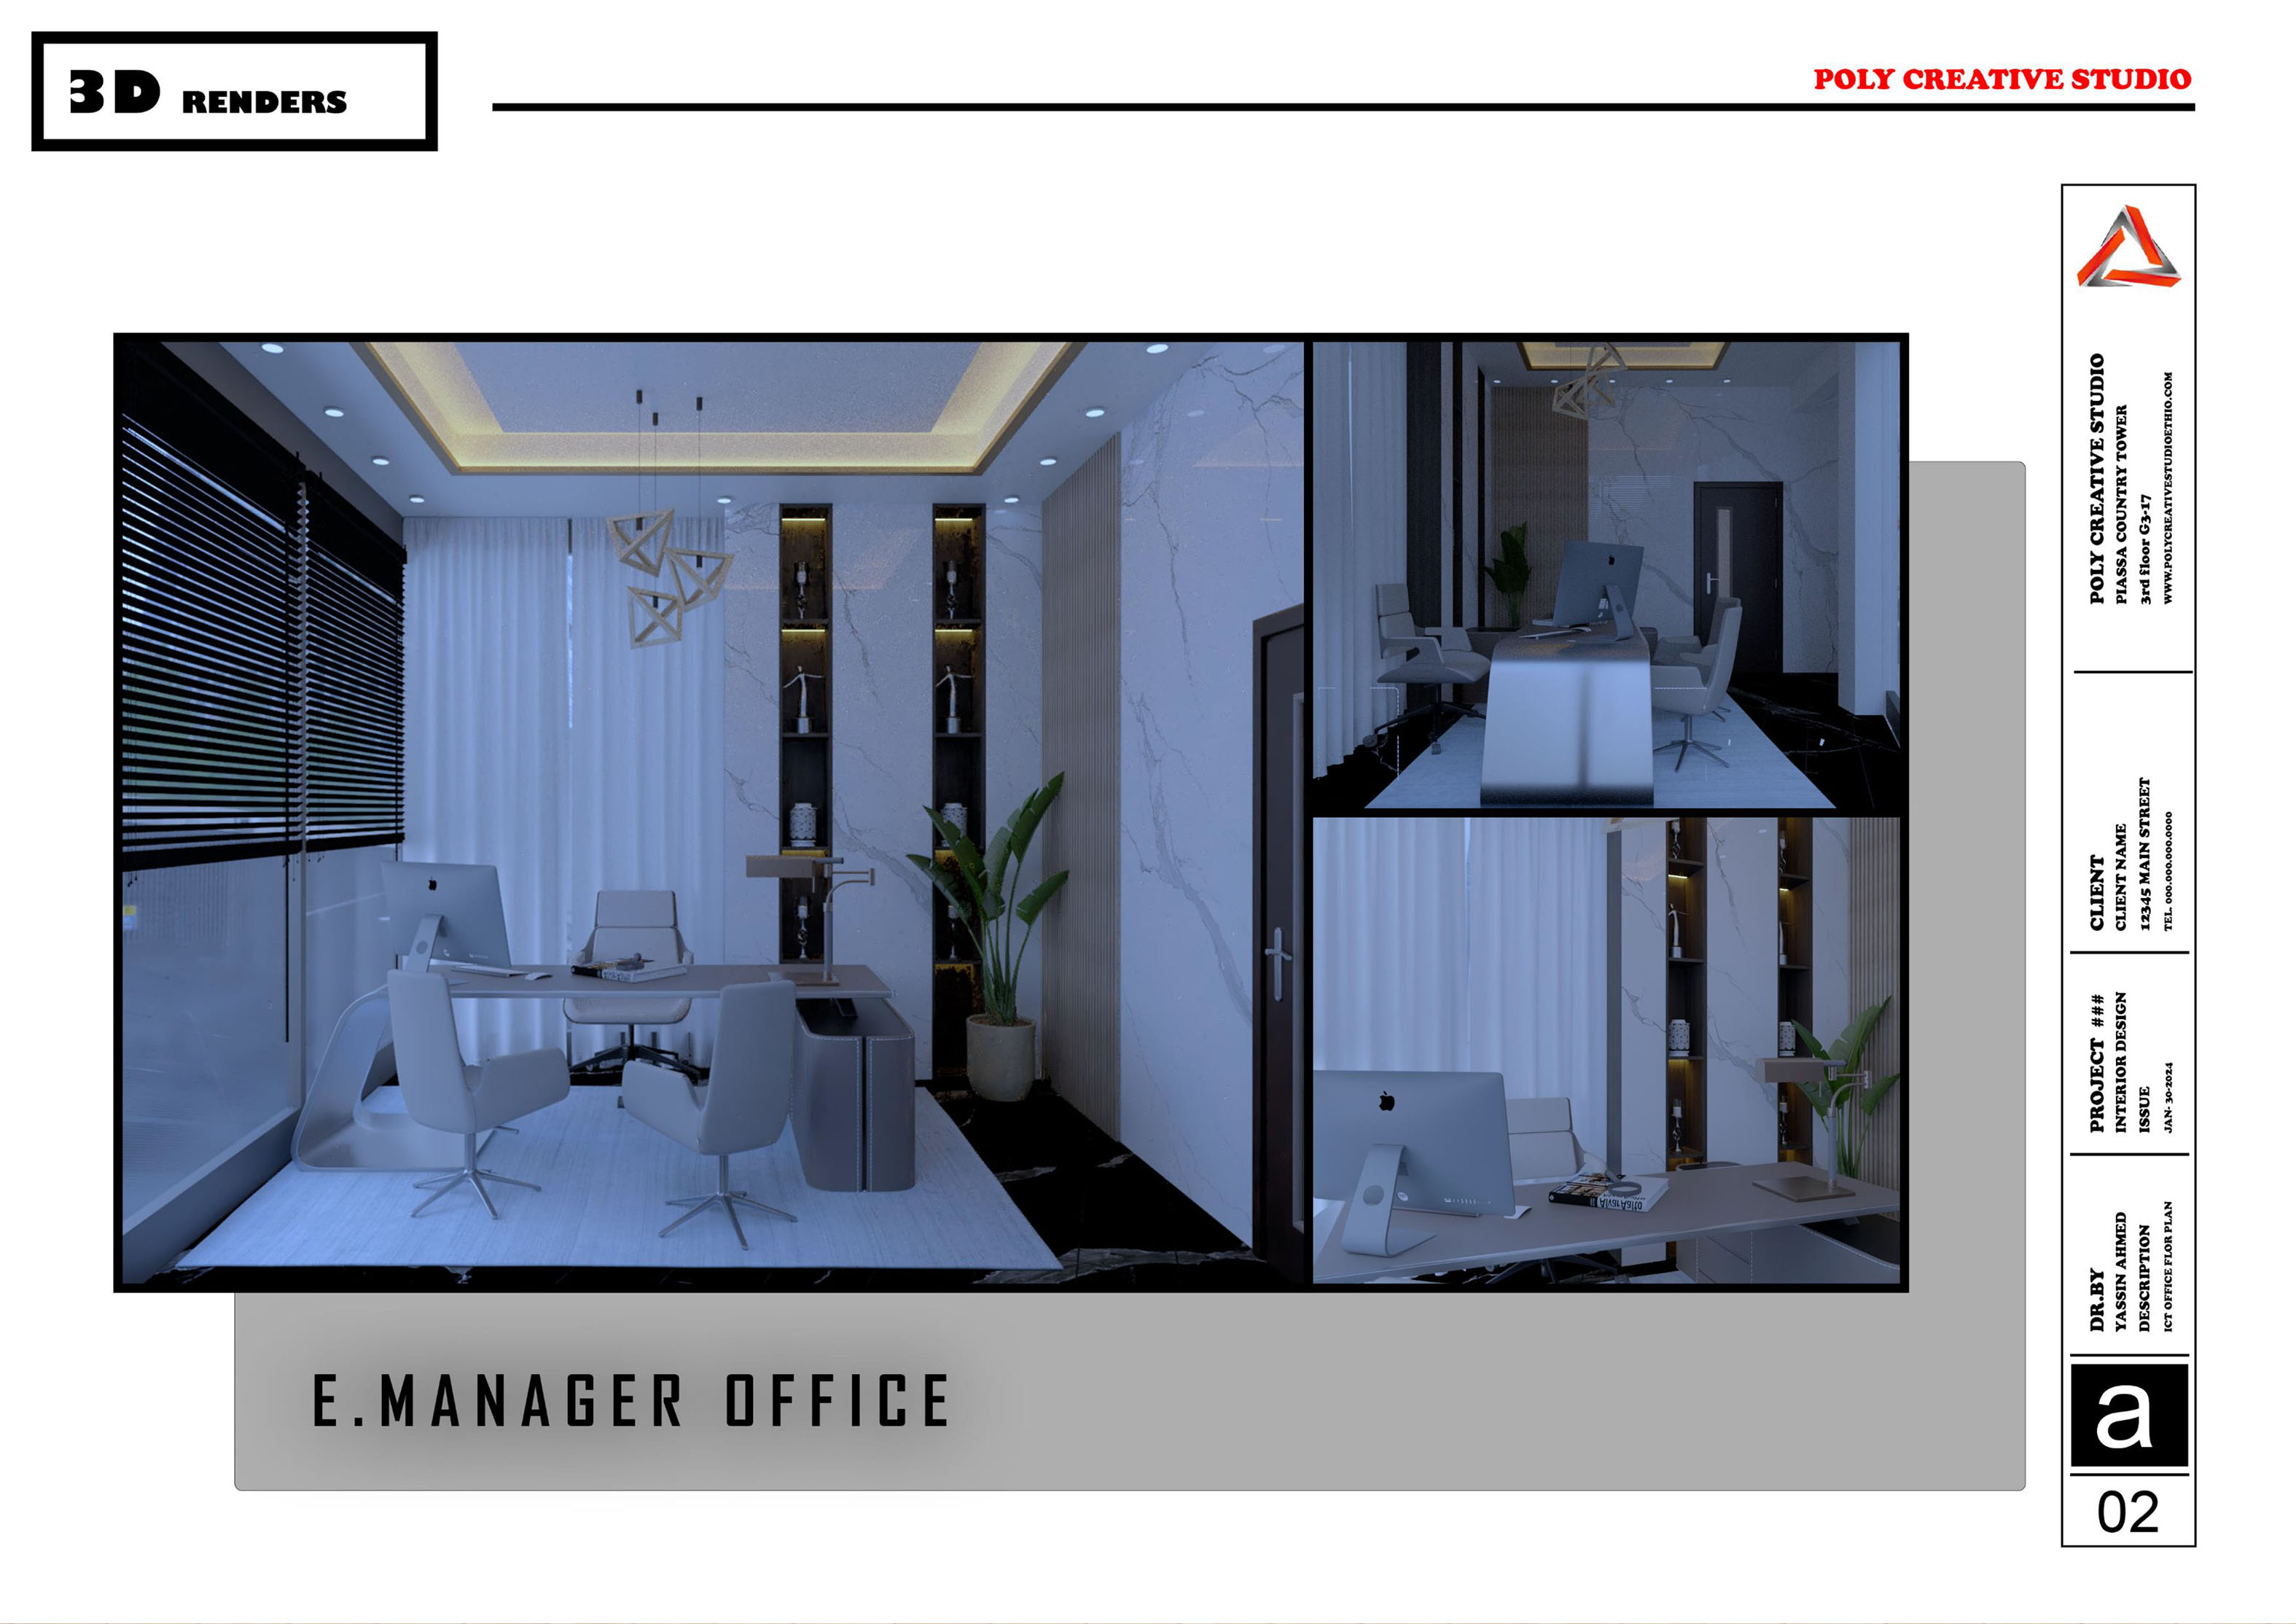 3D RENDERS
POLY CREATIVE STUDIO
POLY CREATIVE STUDIO
PIASSA COUNTRY TOWER
3rd floor G3-17
WWW.POLYCREATIVESTUDIOETHIO.COM
CLIENT
CLIENT NAME
12345 MAIN STREET
TEL. 000.000.000.0000
PROJECT ###
INTERIOR DESIGN
ISSUE
JAN- 30-2024
DR.BY
YASSIN AHMED
DESCRIPTION
ICT OFFICE FLOR PLAN
a
02
E.MANAGER OFFICE